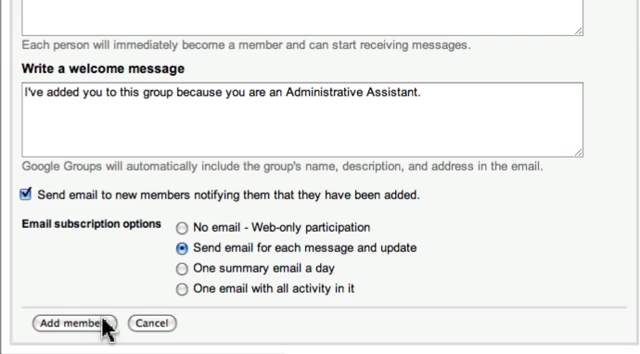 Each person will immediately become a member and can start receiving messages.
Write a welcome message
I've added you to this group because you are an Administrative Assistant.
Google Groups will automatically include the group's name, description, and address in the email.
Send email to new members notifying them that they have been added.
Email subscription options
No email - Web-only participation
Send email for each message and update
One summary email a day
One email with all activity in it
Add
Cancel